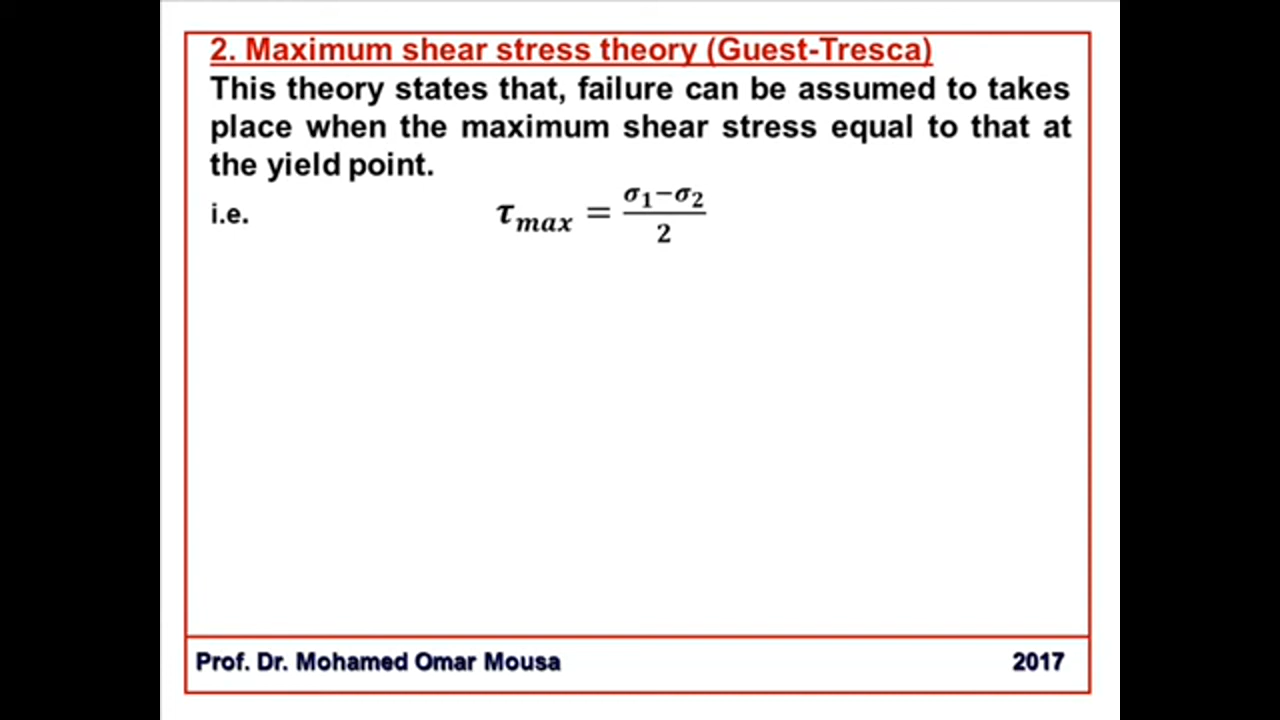 2. Maximum shear stress theory (Guest-Tresca)
This theory states that, failure can be assumed to takes
place when the maximum shear stress equal to that at
the yield point.
i.e. τ_max = (σ₁−σ₂)/2
Prof. Dr. Mohamed Omar Mousa 2017